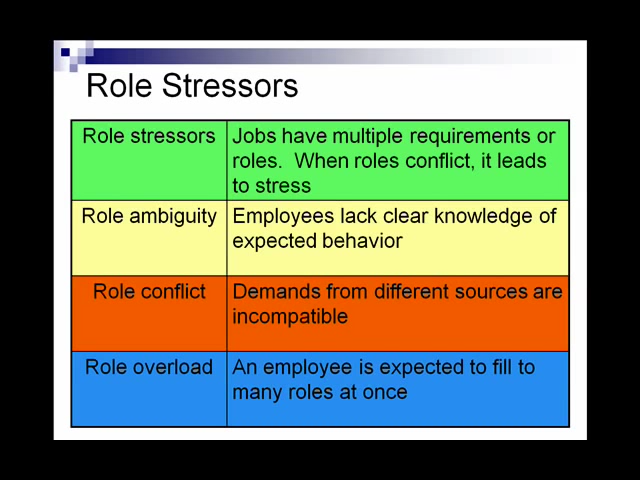 Role Stressors
Role stressors
Jobs have multiple requirements or
roles.  When roles conflict, it leads
to stress
Role ambiguity
Employees lack clear knowledge of
expected behavior
Role conflict
Demands from different sources are
incompatible
Role overload
An employee is expected to fill to
many roles at once